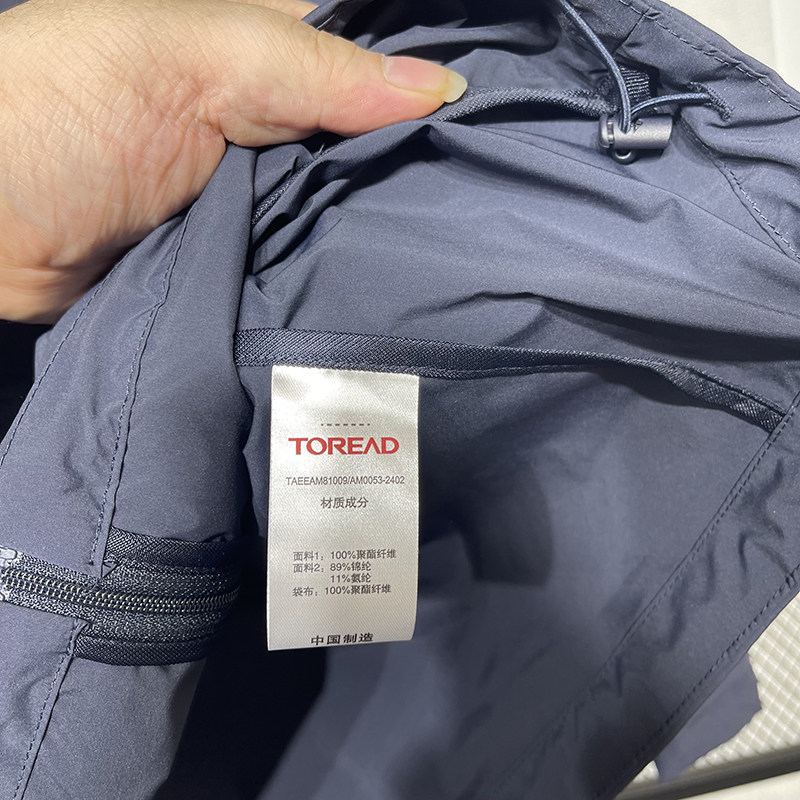 TOREAD
TAEEAM81009/AM0053-2402
材质成分
面料1：100%聚酯纤维
面料2：89%锦纶
11%氨纶
袋布：100%聚酯纤维
中国制造